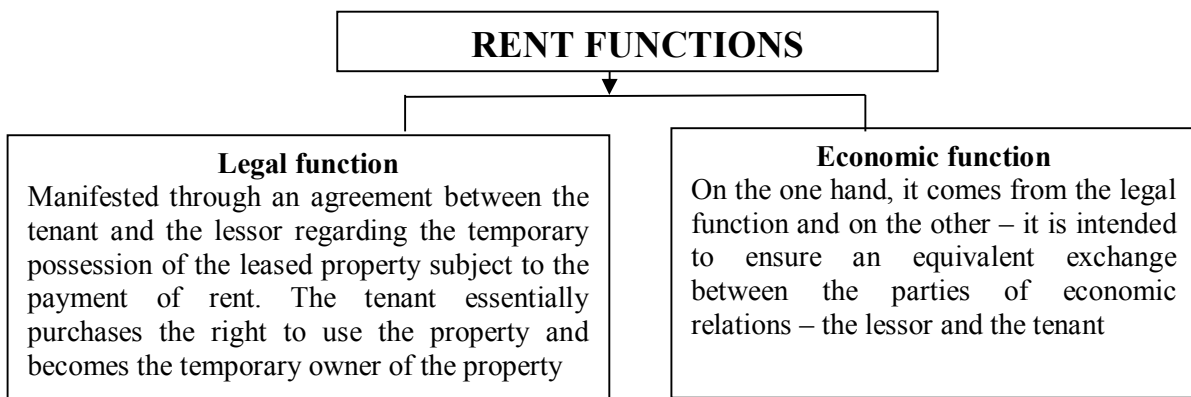 RENT FUNCTIONS
Legal function
Manifested through an agreement between the
tenant and the lessor regarding the temporary
possession of the leased property subject to the
payment of rent. The tenant essentially
purchases the right to use the property and
becomes the temporary owner of the property
Economic function
On the one hand, it comes from the legal
function and on the other – it is intended
to ensure an equivalent exchange
between the parties of economic
relations – the lessor and the tenant